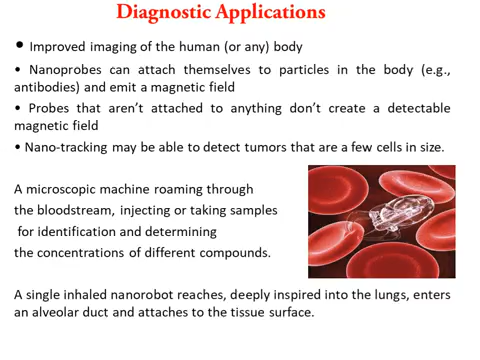 Diagnostic Applications
• Improved imaging of the human (or any) body
• Nanoprobes can attach themselves to particles in the body (e.g.,
antibodies) and emit a magnetic field
• Probes that aren't attached to anything don't create a detectable
magnetic field
• Nano-tracking may be able to detect tumors that are a few cells in size.
A microscopic machine roaming through
the bloodstream, injecting or taking samples
for identification and determining
the concentrations of different compounds.
A single inhaled nanorobot reaches, deeply inspired into the lungs, enters
an alveolar duct and attaches to the tissue surface.